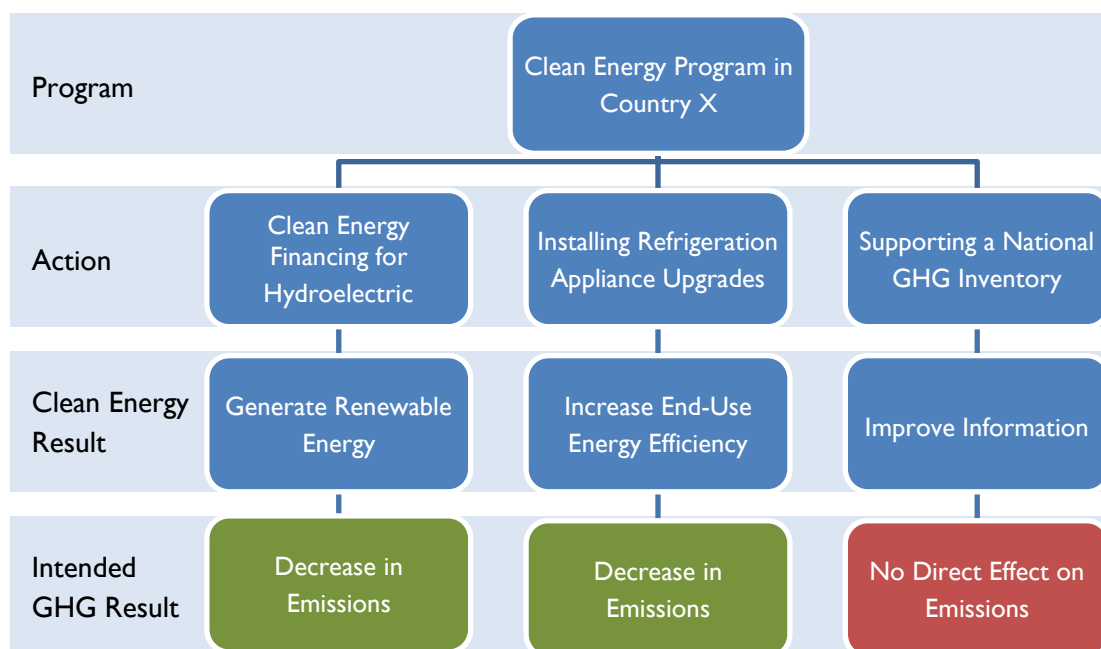 Program
Clean Energy Program in
Country X
Action
Clean Energy
Financing for
Hydroelectric
Installing Refrigeration
Appliance Upgrades
Supporting a National
GHG Inventory
Clean Energy
Result
Generate Renewable
Energy
Increase End-Use
Energy Efficiency
Improve Information
Intended
GHG Result
Decrease in
Emissions
Decrease in
Emissions
No Direct Effect on
Emissions